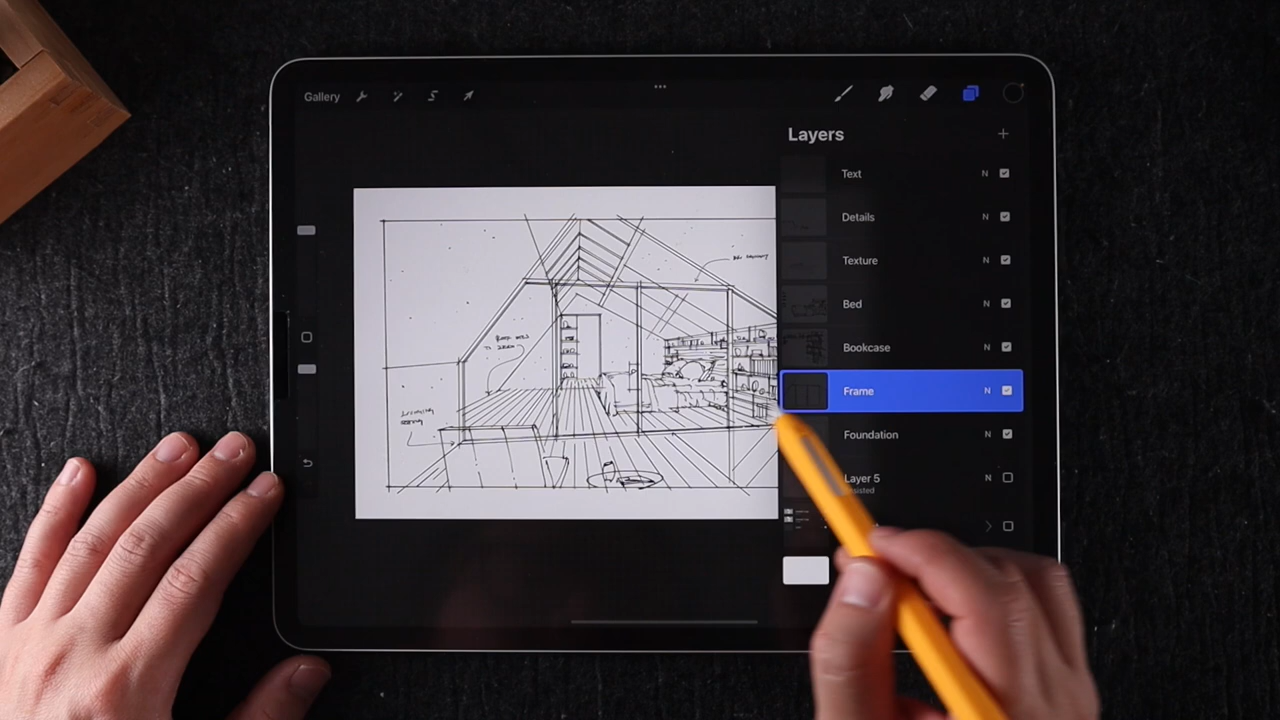 Gallery
Layers
Text N
Details N
Texture N
Bed N
Bookcase N
Frame N
Foundation N
Layer 5 N